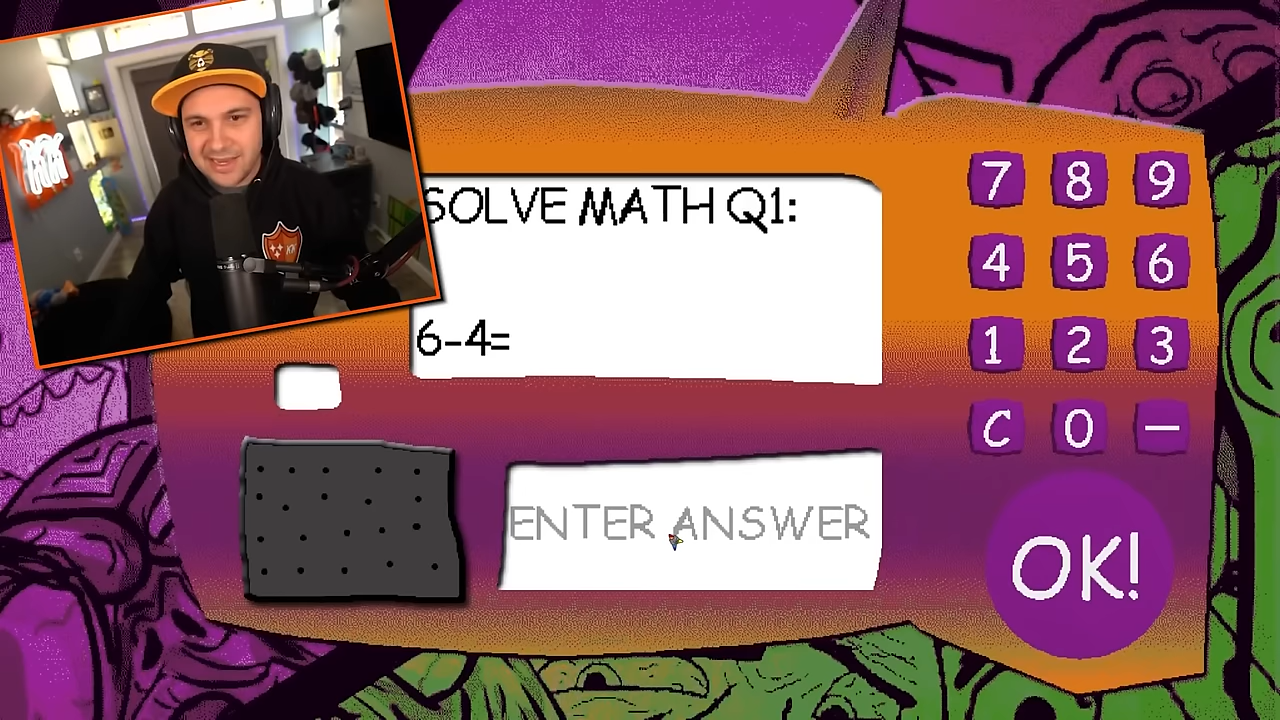 SOLVE MATH Q1:
6-4=
7 8 9
4 5 6
1 2 3
C 0 –
ENTER ANSWER
OK!